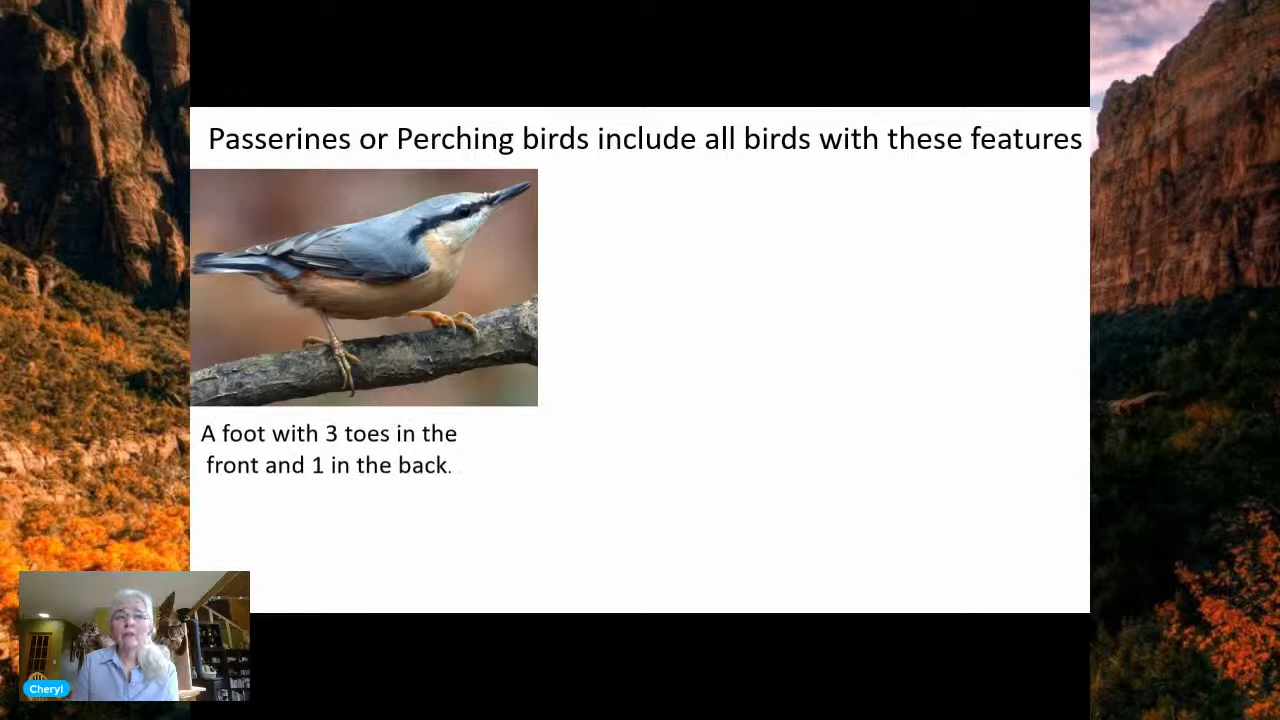 Passerines or Perching birds include all birds with these features
A foot with 3 toes in the
front and 1 in the back.
Cheryl